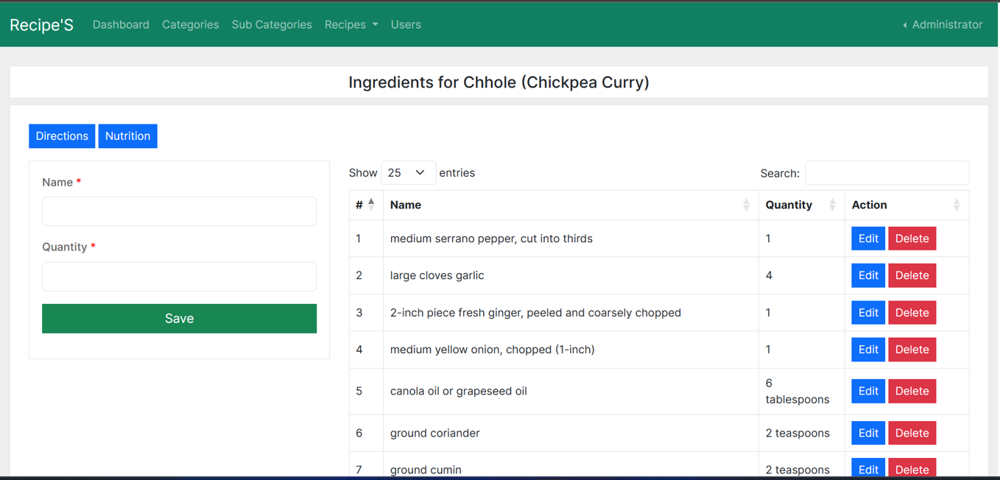 Recipe'S Dashboard Categories Sub Categories Recipes Users Administrator
Ingredients for Chhole (Chickpea Curry)
Directions Nutrition
Name *
Quantity *
Save
Show 25 entries Search:
# Name Quantity Action
1 medium serrano pepper, cut into thirds 1 Edit Delete
2 large cloves garlic 4 Edit Delete
3 2-inch piece fresh ginger, peeled and coarsely chopped 1 Edit Delete
4 medium yellow onion, chopped (1-inch) 1 Edit Delete
5 canola oil or grapeseed oil 6 tablespoons Edit Delete
6 ground coriander 2 teaspoons Edit Delete
7 ground cumin 2 teaspoons Edit Delete